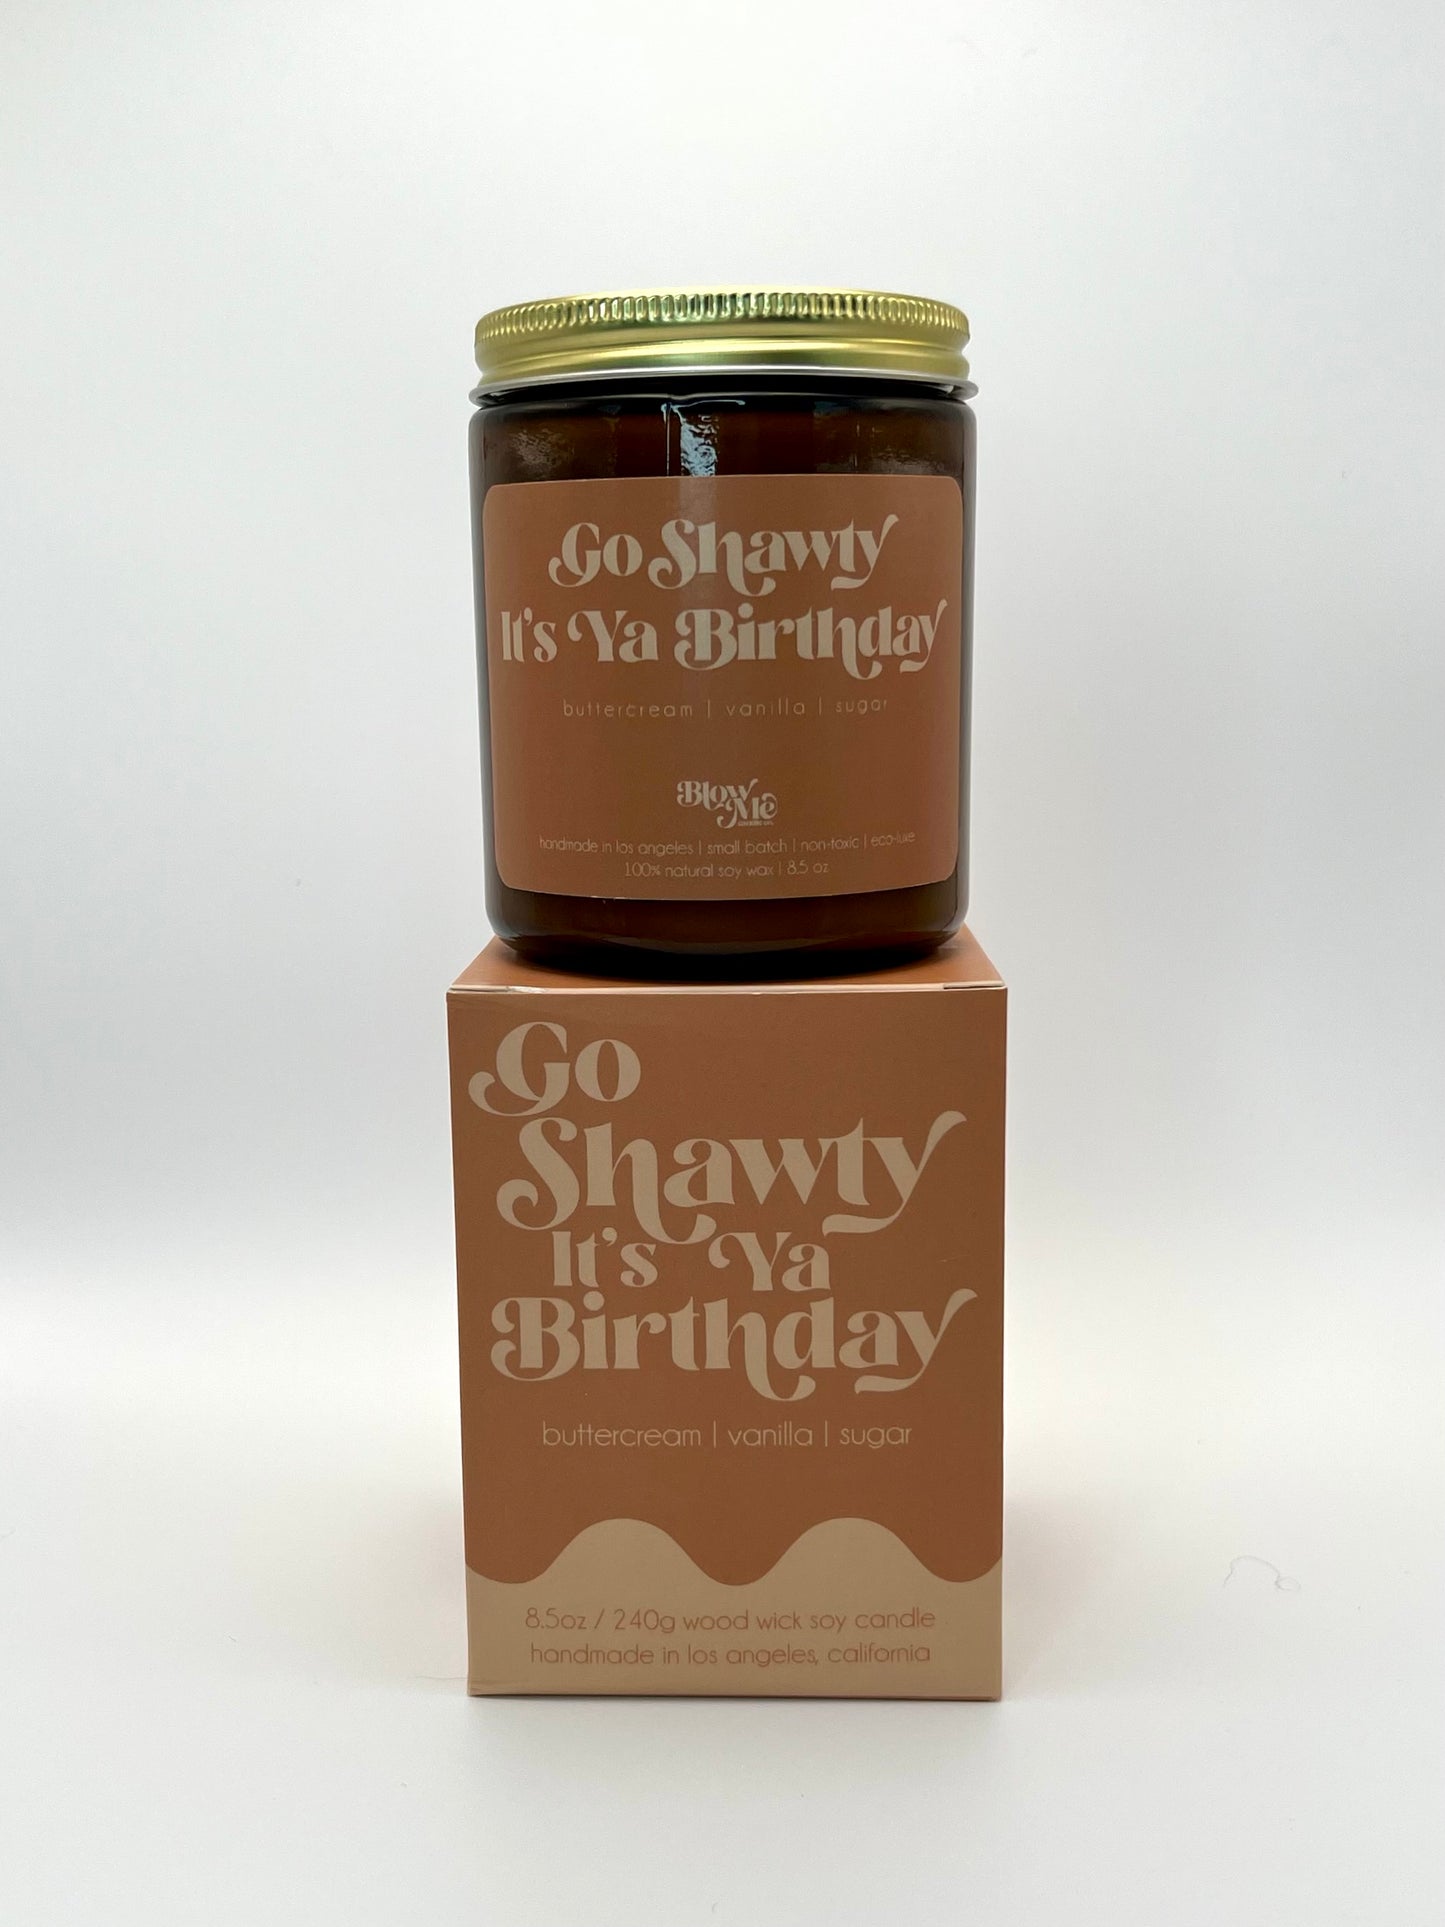 Go Shawty
It's Ya Birthday
buttercream | vanilla | sugar
Blow
Me
handmade in los angeles | small batch | non-toxic | eco-luxe
100% natural soy wax | 8.5 oz
Go
Shawty
It's Ya
Birthday
buttercream | vanilla | sugar
8.5oz / 240g wood wick soy candle
handmade in los angeles, california